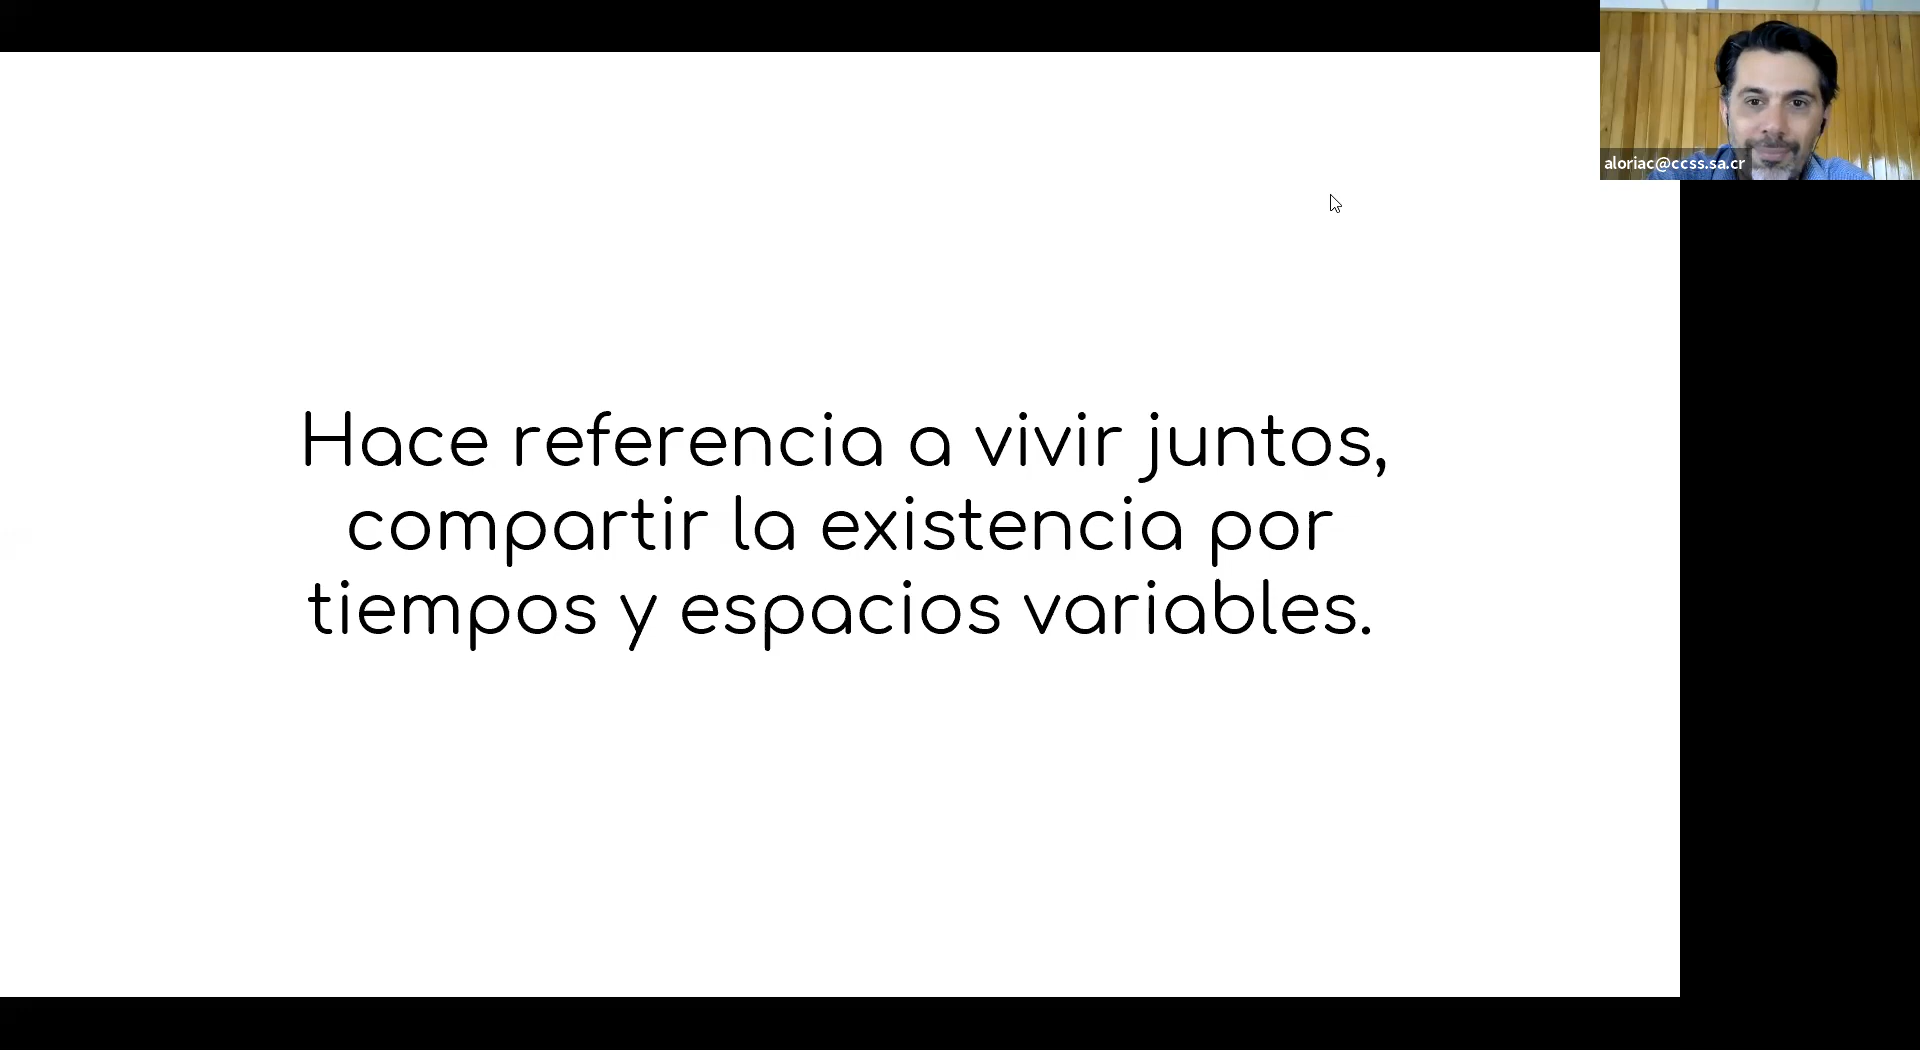 aloriac@ccss.sa.cr
Hace referencia a vivir juntos,
compartir la existencia por
tiempos y espacios variables.